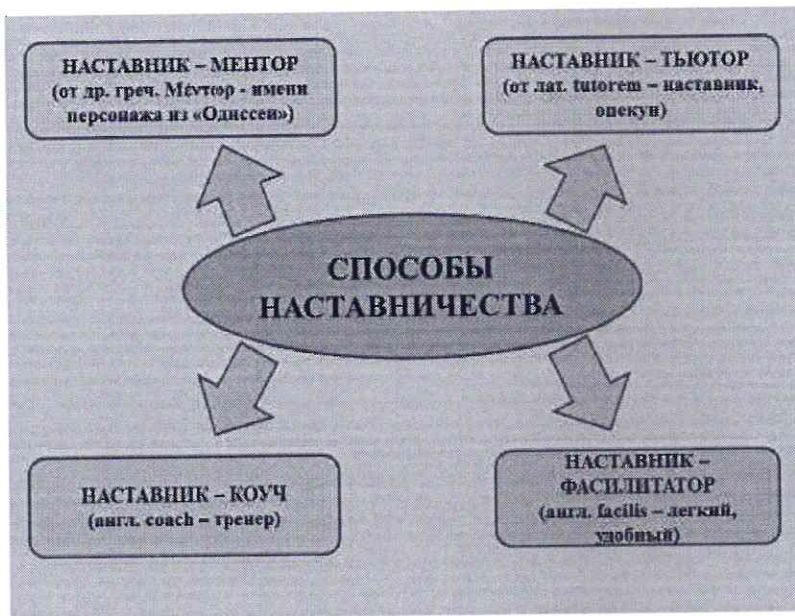 НАСТАВНИК – МЕНТОР
(от др. греч. Μέντωρ - имени
персонажа из «Одиссеи»)
НАСТАВНИК – ТЬЮТОР
(от лат. tutorem – наставник,
опекун)
СПОСОБЫ
НАСТАВНИЧЕСТВА
НАСТАВНИК – КОУЧ
(англ. coach – тренер)
НАСТАВНИК –
ФАСИЛИТАТОР
(англ. facilis – легкий,
удобный)